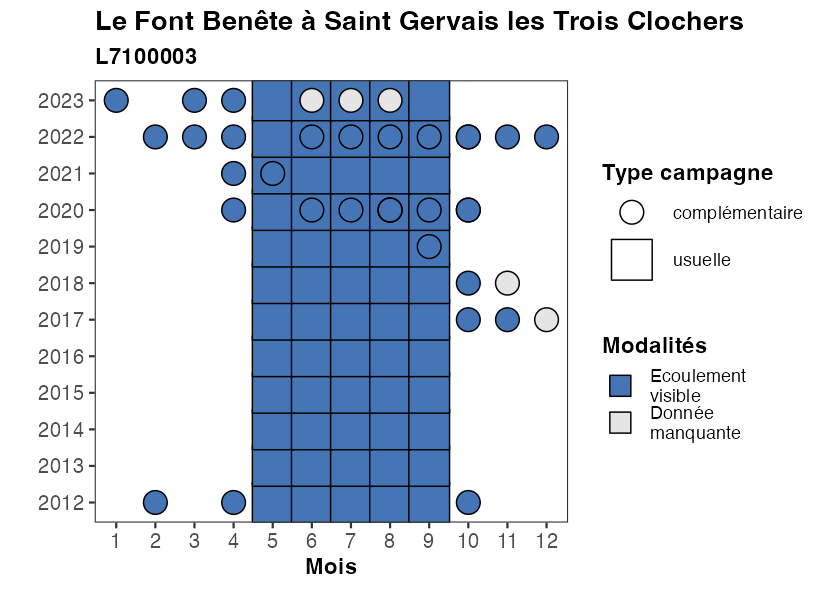 Le Font Benête à Saint Gervais les Trois Clochers
L7100003
2023
2022
2021
2020
2019
2018
2017
2016
2015
2014
2013
2012
1 2 3 4 5 6 7 8 9 10 11 12
Mois
Type campagne
complémentaire
usuelle
Modalités
Ecoulement
visible
Donnée
manquante